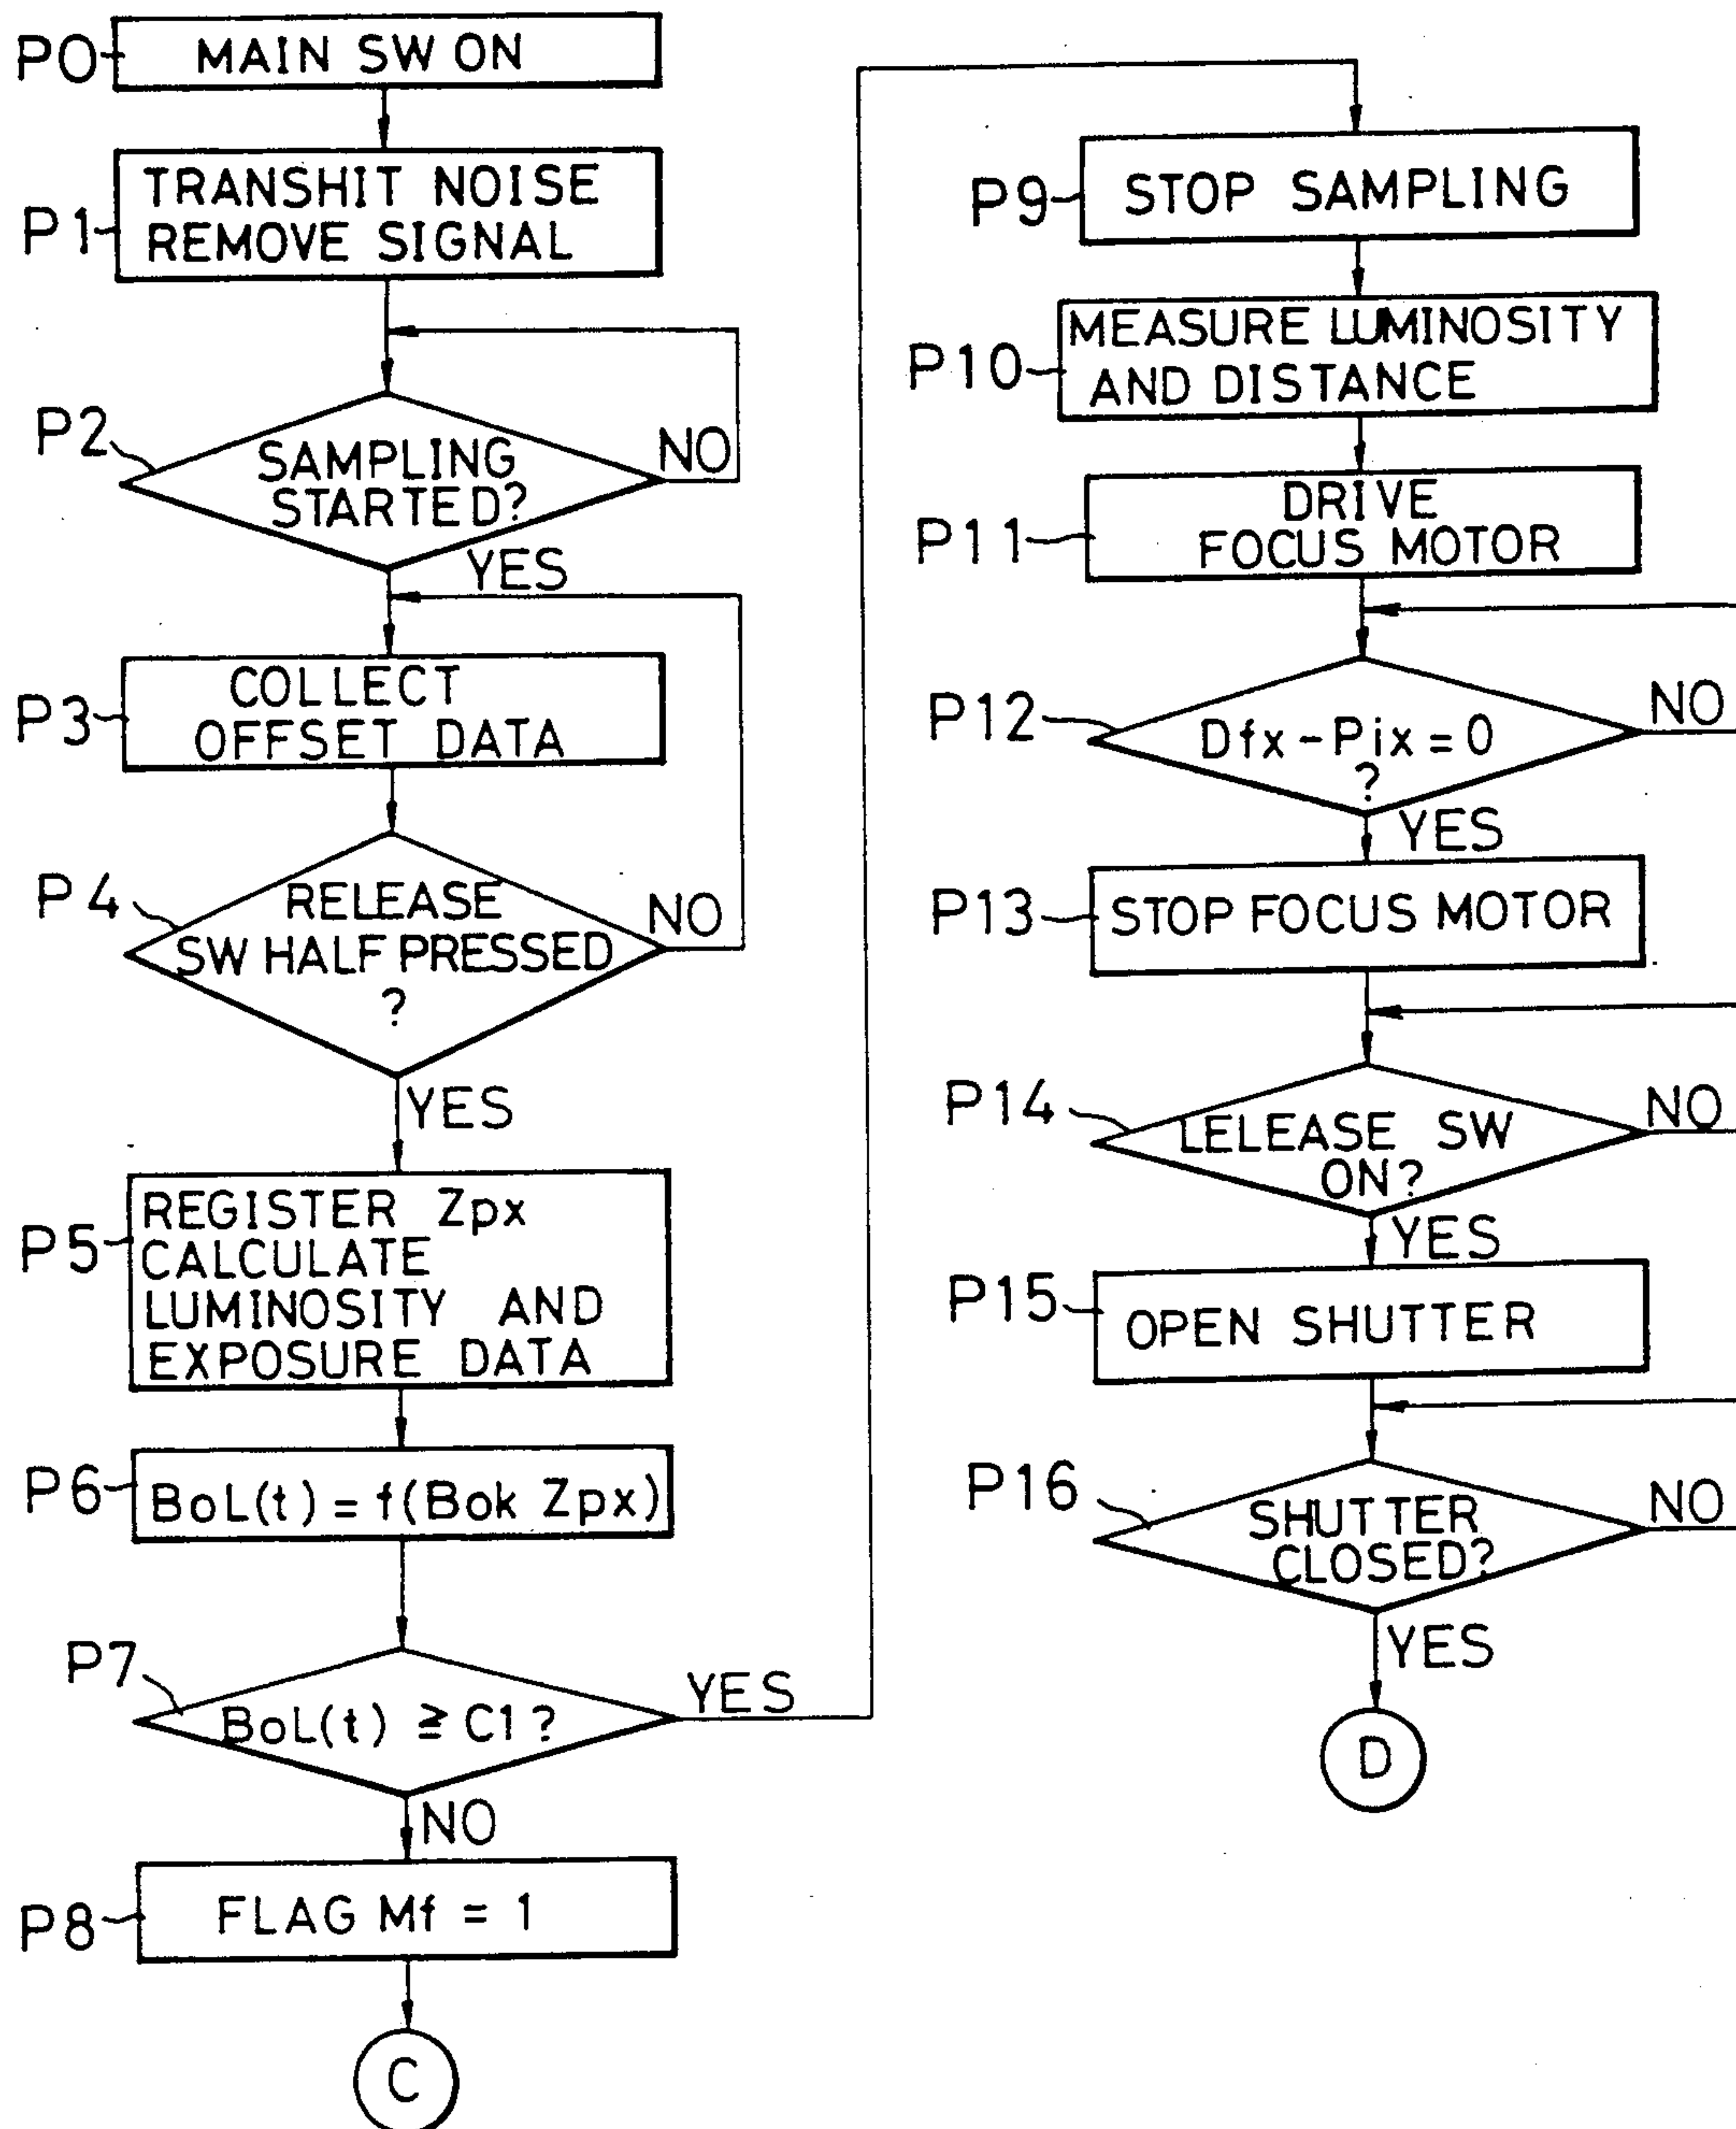 P0
MAIN SW ON
P1
TRANSHIT NOISE
REMOVE SIGNAL
P2
SAMPLING
STARTED?
NO
YES
P3
COLLECT
OFFSET DATA
P4
RELEASE
SW HALF PRESSED
?
NO
YES
P5
REGISTER Zpx
CALCULATE
LUMINOSITY AND
EXPOSURE DATA
P6
BoL(t) = f(Bok Zpx)
P7
BoL(t) ≧ C1?
YES
NO
P8
FLAG Mf = 1
C
P9
STOP SAMPLING
P10
MEASURE LUMINOSITY
AND DISTANCE
P11
DRIVE
FOCUS MOTOR
P12
Dfx - Pix = 0
?
NO
YES
P13
STOP FOCUS MOTOR
P14
LELEASE SW
ON?
NO
YES
P15
OPEN SHUTTER
P16
SHUTTER
CLOSED?
NO
YES
D